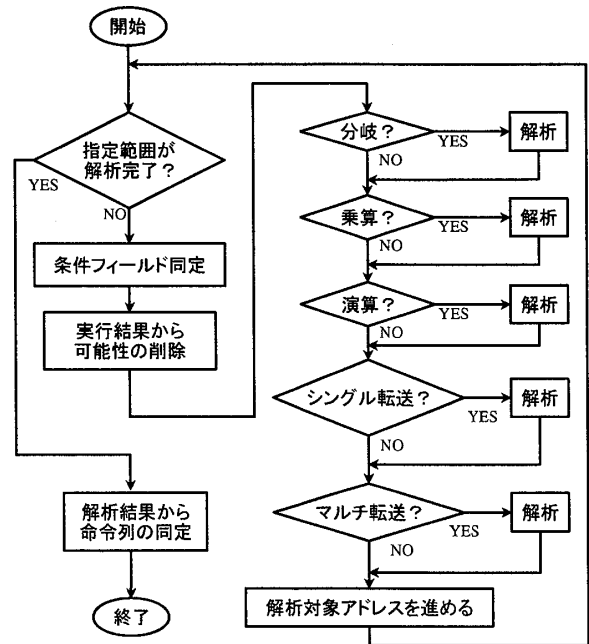 開始
指定範囲が
解析完了？
YES
NO
条件フィールド同定
実行結果から
可能性の削除
解析結果から
命令列の同定
終了
分岐？
YES
解析
NO
乗算？
YES
解析
NO
演算？
YES
解析
NO
シングル転送？
YES
解析
NO
マルチ転送？
YES
解析
NO
解析対象アドレスを進める